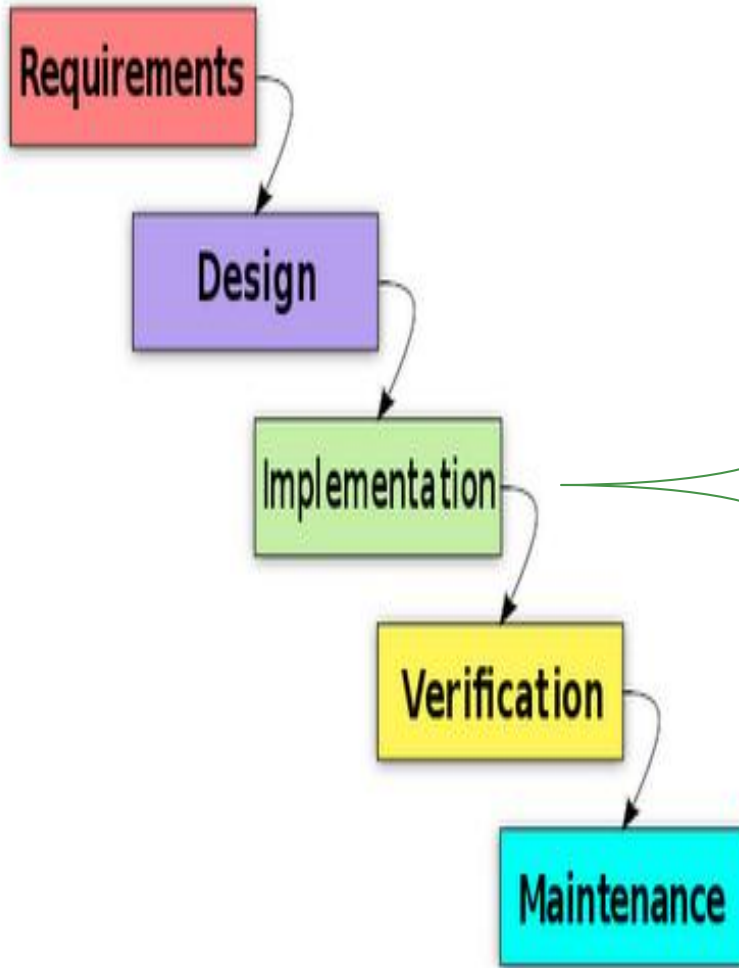 Requirements
Design
Implementation
Verification
Maintenance